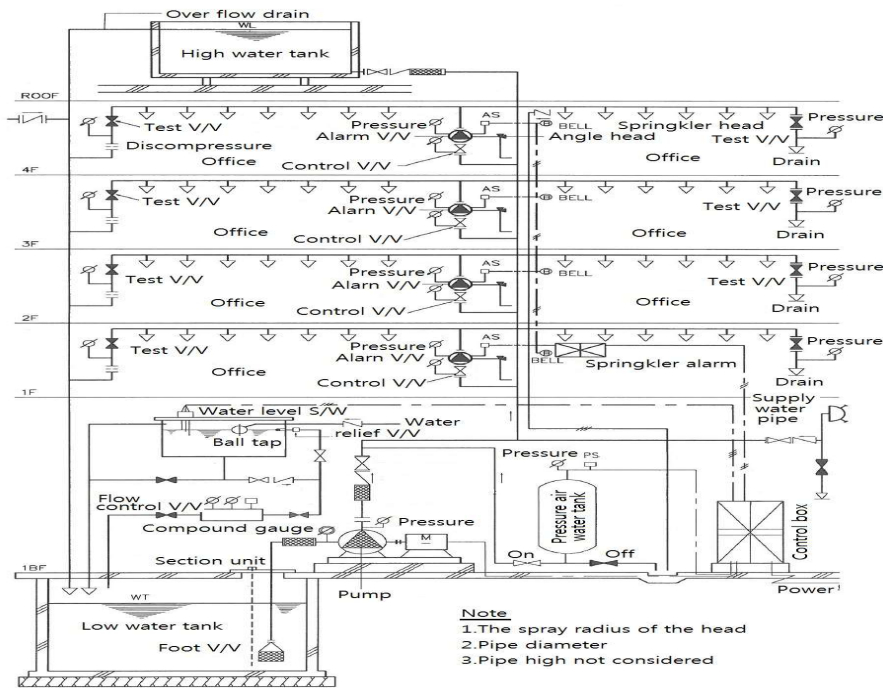 Over flow drain
WL
High water tank
ROOF
Test V/V
Discompressure
Office
Pressure
Alarm V/V
Control V/V
AS
BELL
Springkler head
Angle head
Office
Test V/V
Pressure
Drain
4F
Test V/V
Office
Pressure
Alarn V/V
Control V/V
AS
BELL
Office
Test V/V
Pressure
Drain
3F
Test V/V
Office
Pressure
Alarn V/V
Control V/V
AS
BELL
Office
Test V/V
Pressure
Drain
2F
Test V/V
Office
Pressure
Alarn V/V
Control V/V
AS
BELL
Springkler alarm
Pressure
Drain
1F
Water level S/W
Ball tap
Water
relief V/V
Supply
water
pipe
Pressure
PS
Flow
control V/V
Compound gauge
Pressure
M
Pressure air
water tank
Control box
Section unit
On
Off
1BF
Pump
Power
WT
Low water tank
Foot V/V
Note
1.The spray radius of the head
2.Pipe diameter
3.Pipe high not considered